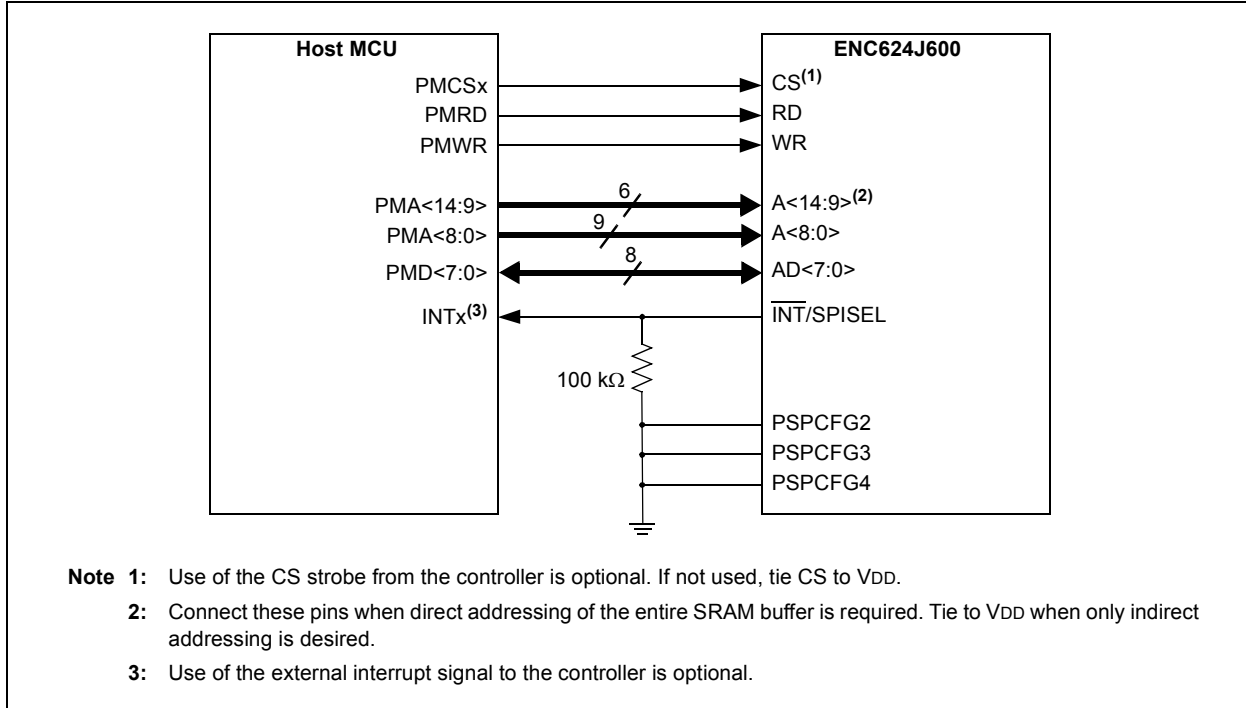 Host MCU
ENC624J600
PMCSx
CS(1)
PMRD
RD
PMWR
WR
PMA<14:9>
6
A<14:9>(2)
PMA<8:0>
9
A<8:0>
PMD<7:0>
8
AD<7:0>
INTx(3)
INT/SPISEL
100 kΩ
PSPCFG2
PSPCFG3
PSPCFG4
Note 1: Use of the CS strobe from the controller is optional. If not used, tie CS to VDD.
2: Connect these pins when direct addressing of the entire SRAM buffer is required. Tie to VDD when only indirect
addressing is desired.
3: Use of the external interrupt signal to the controller is optional.